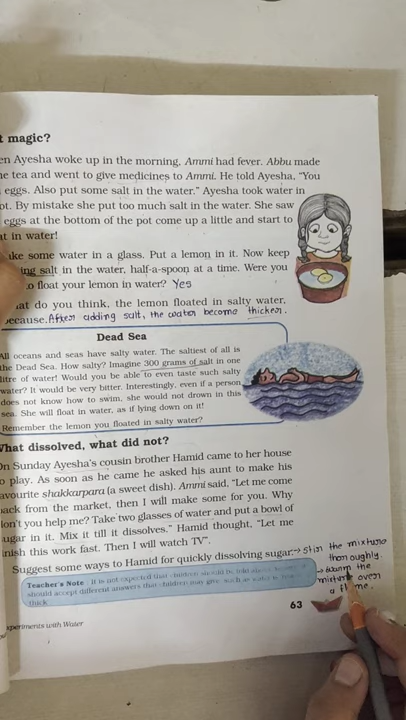 t magic?
en Ayesha woke up in the morning, Ammi had fever. Abbu made
he tea and went to give medicines to Ammi. He told Ayesha, "You
eggs. Also put some salt in the water." Ayesha took water in
ot. By mistake she put too much salt in the water. She saw
eggs at the bottom of the pot come up a little and start to
at in water!
ake some water in a glass. Put a lemon in it. Now keep
ing salt in the water, half-a-spoon at a time. Were you
to float your lemon in water? Yes
at do you think, the lemon floated in salty water,
because. After adding salt, the water become thicker.
Dead Sea
All oceans and seas have salty water. The saltiest of all is
the Dead Sea. How salty? Imagine 300 grams of salt in one
litre of water! Would you be able to even taste such salty
water? It would be very bitter. Interestingly, even if a person
does not know how to swim, she would not drown in this
sea. She will float in water, as if lying down on it!
Remember the lemon you floated in salty water?
What dissolved, what did not?
On Sunday Ayesha's cousin brother Hamid came to her house
o play. As soon as he came he asked his aunt to make his
avourite shakkarpara (a sweet dish). Ammi said, "Let me come
back from the market, then I will make some for you. Why
don't you help me? Take two glasses of water and put a bowl of
ugar in it. Mix it till it dissolves." Hamid thought, "Let me
inish this work fast. Then I will watch TV".
Suggest some ways to Hamid for quickly dissolving sugar. → Stir the mixture
thoroughly.
→ Warm the
mixture over
a flame.
Teacher's Note : It is not expected that children should be told about
should accept different answers that children may give such as water is
thick
63
xperiments with Water